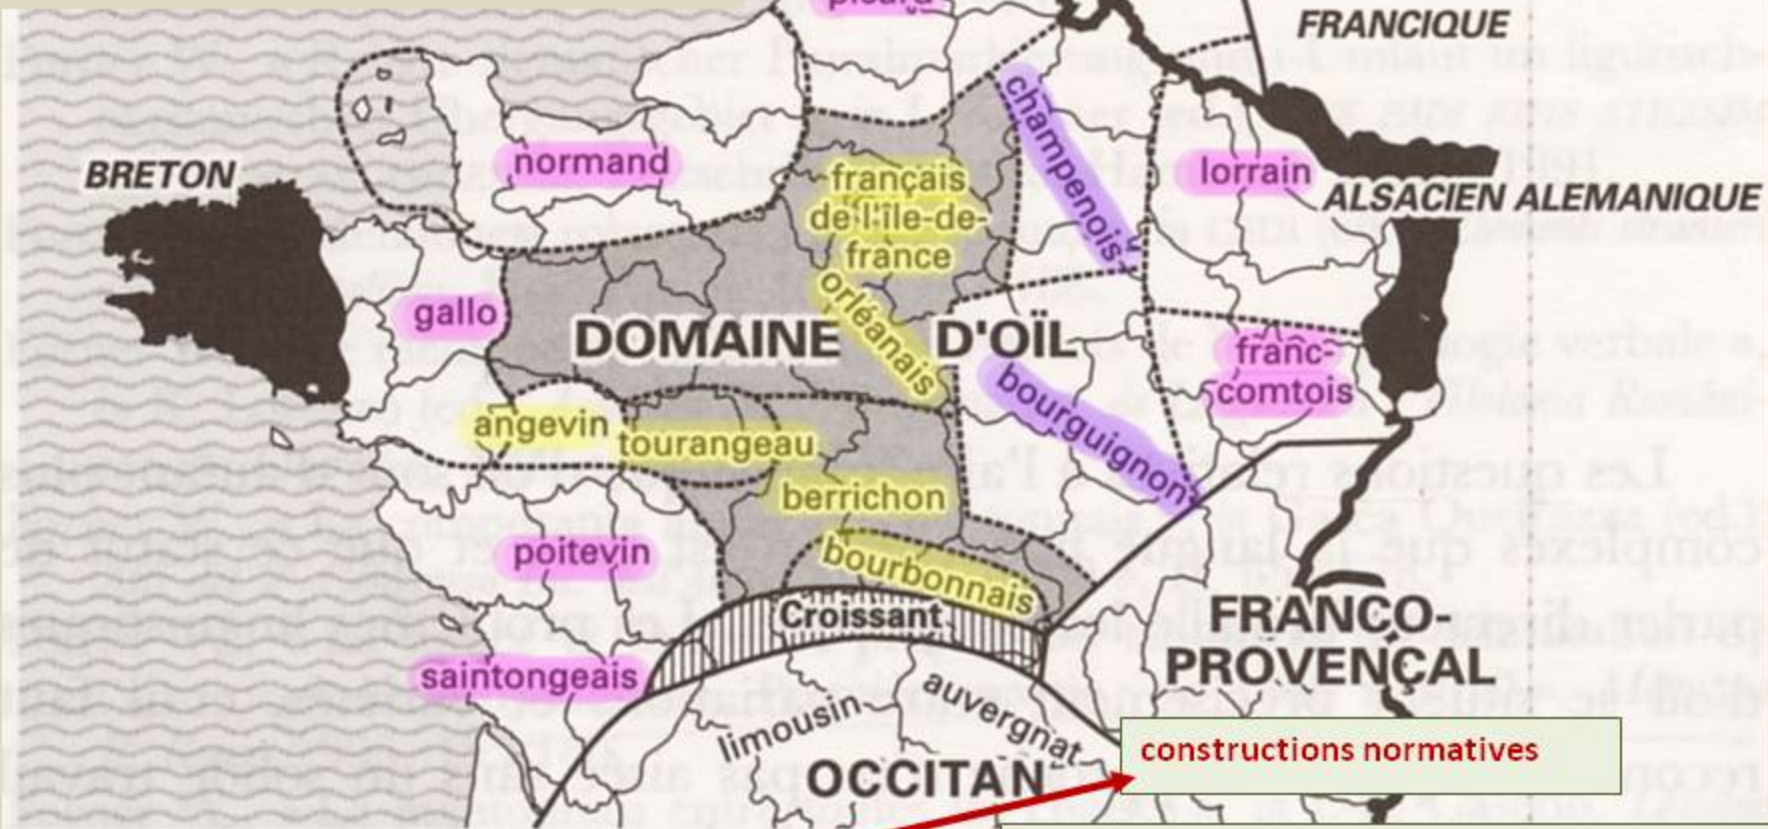 picard
FRANCIQUE
champenois
BRETON
normand
lorrain
français
de l'île-de-
france
ALSACIEN ALEMANIQUE
gallo
orléanais
DOMAINE D'OÏL
franc-
comtois
bourguignon
angevin
tourangeau
berrichon
poitevin
bourbonnais
Croissant
FRANCO-
PROVENÇAL
saintongeais
limousin
auvergnat
OCCITAN
constructions normatives